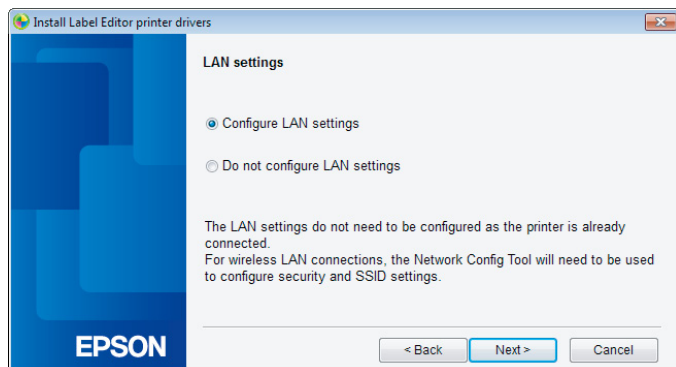 Install Label Editor printer drivers
LAN settings
Configure LAN settings
Do not configure LAN settings
The LAN settings do not need to be configured as the printer is already
connected.
For wireless LAN connections, the Network Config Tool will need to be used
to configure security and SSID settings.
EPSON
< Back
Next >
Cancel